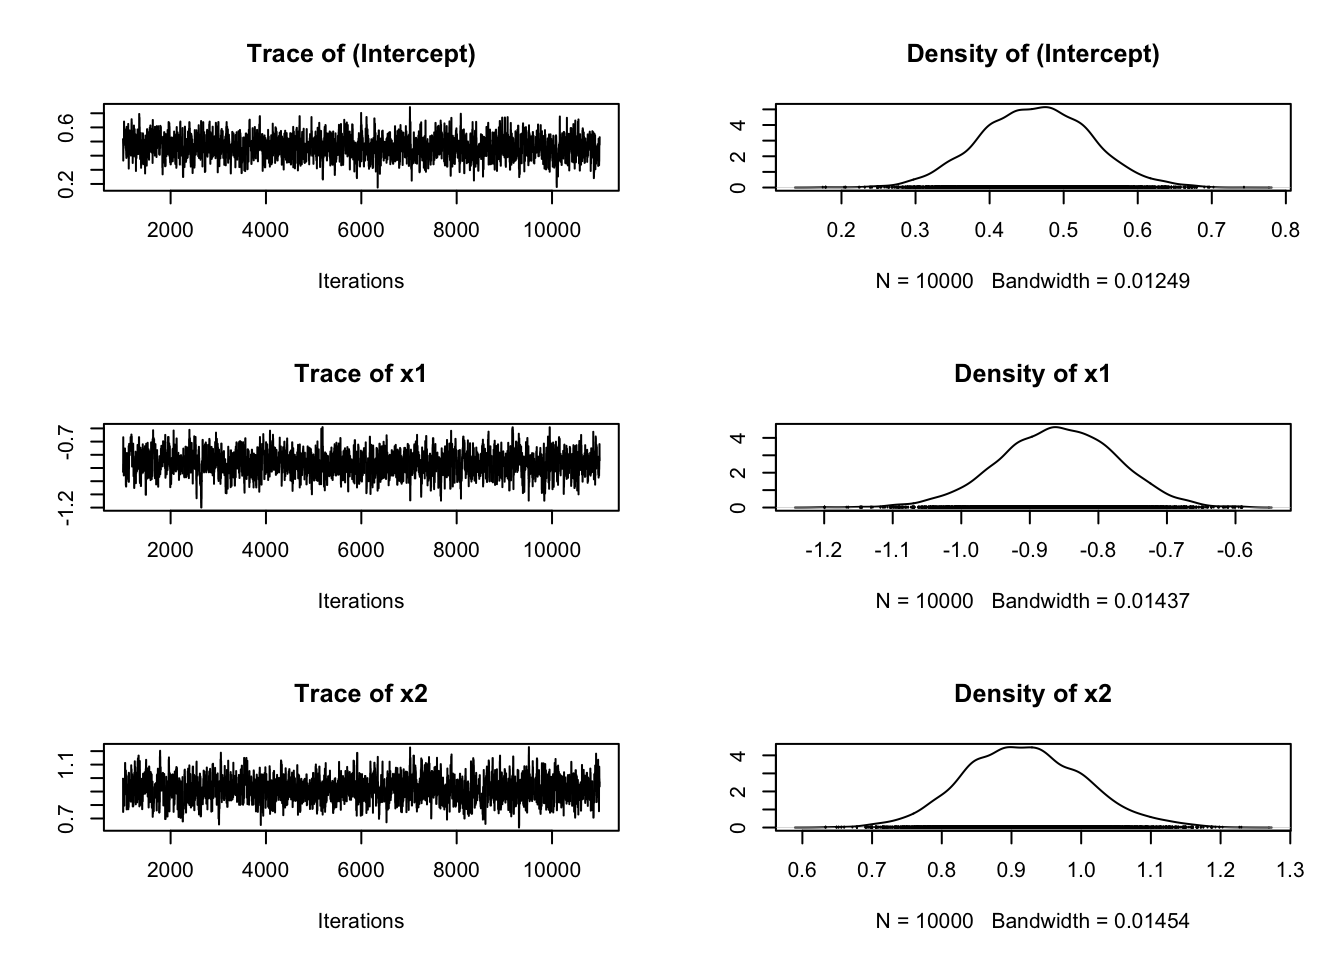 Trace of (Intercept)
0.6
0.2
2000 4000 6000 8000 10000
Iterations
Density of (Intercept)
4
2
0
0.2 0.3 0.4 0.5 0.6 0.7 0.8
N = 10000 Bandwidth = 0.01249
Trace of x1
-0.7
-1.2
2000 4000 6000 8000 10000
Iterations
Density of x1
4
2
0
-1.2 -1.1 -1.0 -0.9 -0.8 -0.7 -0.6
N = 10000 Bandwidth = 0.01437
Trace of x2
1.1
0.7
2000 4000 6000 8000 10000
Iterations
Density of x2
4
2
0
0.6 0.7 0.8 0.9 1.0 1.1 1.2 1.3
N = 10000 Bandwidth = 0.01454